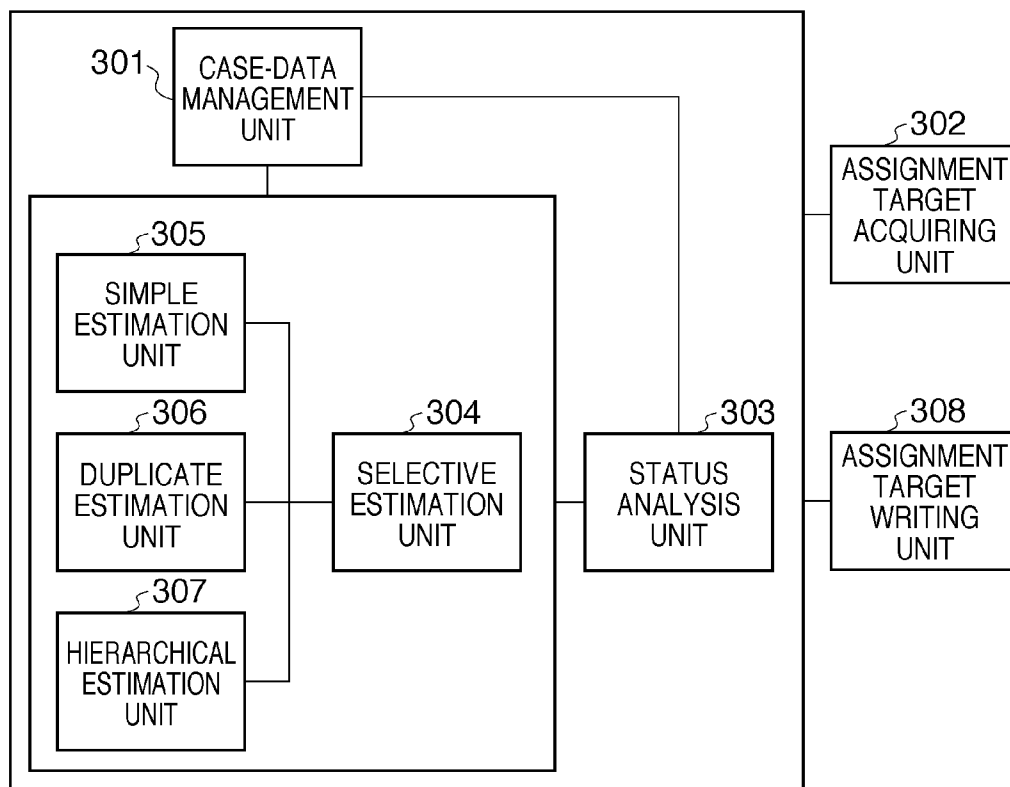 301
CASE-DATA
MANAGEMENT
UNIT
302
ASSIGNMENT
TARGET
ACQUIRING
UNIT
305
SIMPLE
ESTIMATION
UNIT
306
DUPLICATE
ESTIMATION
UNIT
304
SELECTIVE
ESTIMATION
UNIT
303
STATUS
ANALYSIS
UNIT
308
ASSIGNMENT
TARGET
WRITING
UNIT
307
HIERARCHICAL
ESTIMATION
UNIT